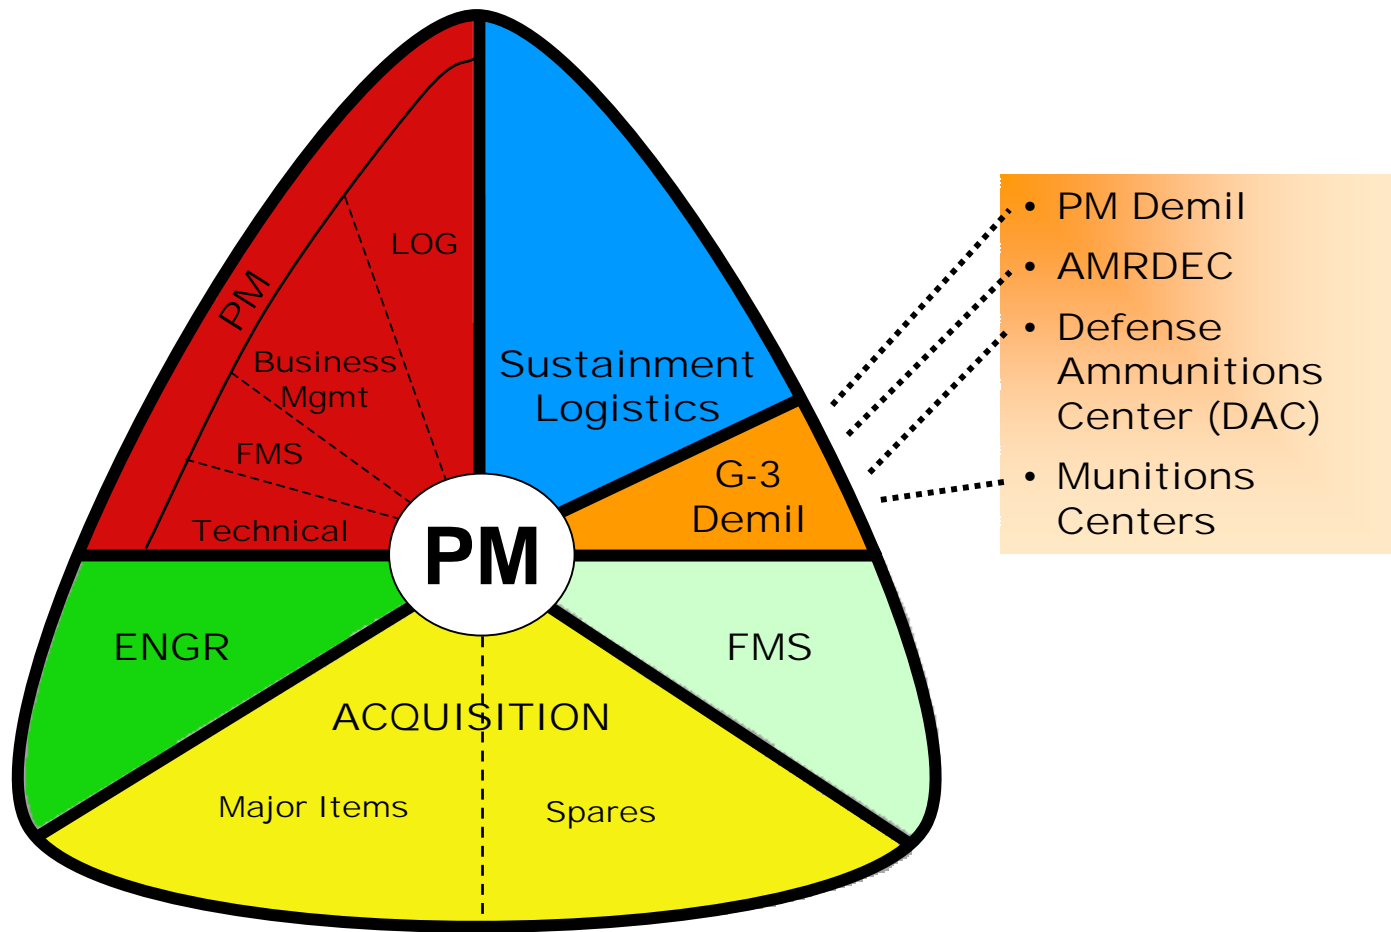 LOG
PM
Business
Mgmt
FMS
Technical
Sustainment
Logistics
G-3
Demil
PM
ENGR
FMS
ACQUISITION
Major Items
Spares
• PM Demil
• AMRDEC
• Defense
Ammunitions
Center (DAC)
• Munitions
Centers